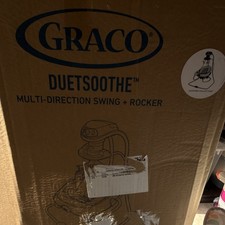 GRACO®
DUETSOOTHE™
MULTI-DIRECTION SWING + ROCKER